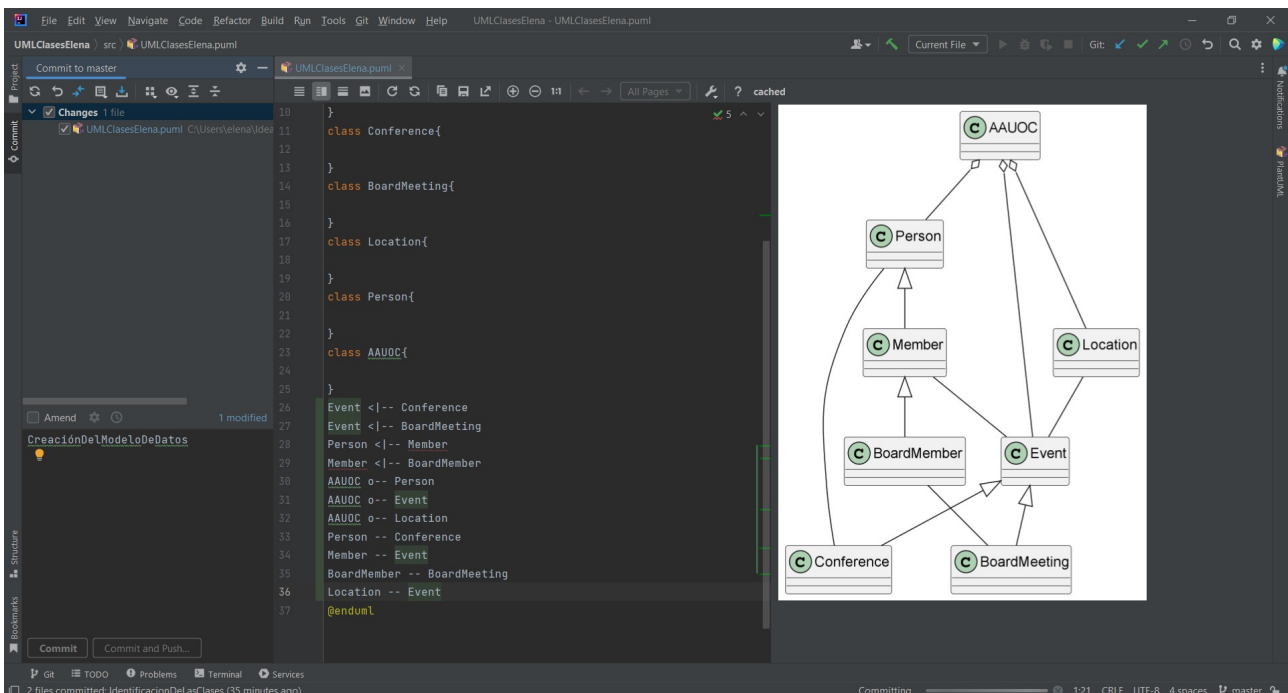 File Edit View Navigate Code Refactor Build Run Tools Git Window Help UMLClasesElena - UMLClasesElena.puml
UMLClasesElena src UMLClasesElena.puml
Current File Git:
Commit to master
UMLClasesElena.puml
All Pages
1:1
? cached
Project
Commit
Structure
Bookmarks
Notifications
PlantUML
Changes 1 file
UMLClasesElena.puml C:\Users\elena\Idea
Amend 1 modified
CreaciónDelModeloDeDatos
Commit Commit and Push...
5
10 }
11 class Conference{
12
13 }
14 class BoardMeeting{
15
16 }
17 class Location{
18
19 }
20 class Person{
21
22 }
23 class AAUOC{
24
25 }
26 Event <|-- Conference
27 Event <|-- BoardMeeting
28 Person <|-- Member
29 Member <|-- BoardMember
30 AAUOC o-- Person
31 AAUOC o-- Event
32 AAUOC o-- Location
33 Person -- Conference
34 Member -- Event
35 BoardMember -- BoardMeeting
36 Location -- Event
37 @enduml
C AAUOC
C Person
C Member
C Location
C BoardMember
C Event
C Conference
C BoardMeeting
Git TODO Problems Terminal Services
2 files committed: IdentificacionDeLasClases (35 minutes ago)
Committing 1:21 CRLF UTF-8 4 spaces master